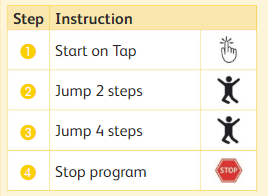 Step Instruction
1 Start on Tap
2 Jump 2 steps
3 Jump 4 steps
4 Stop program STOP